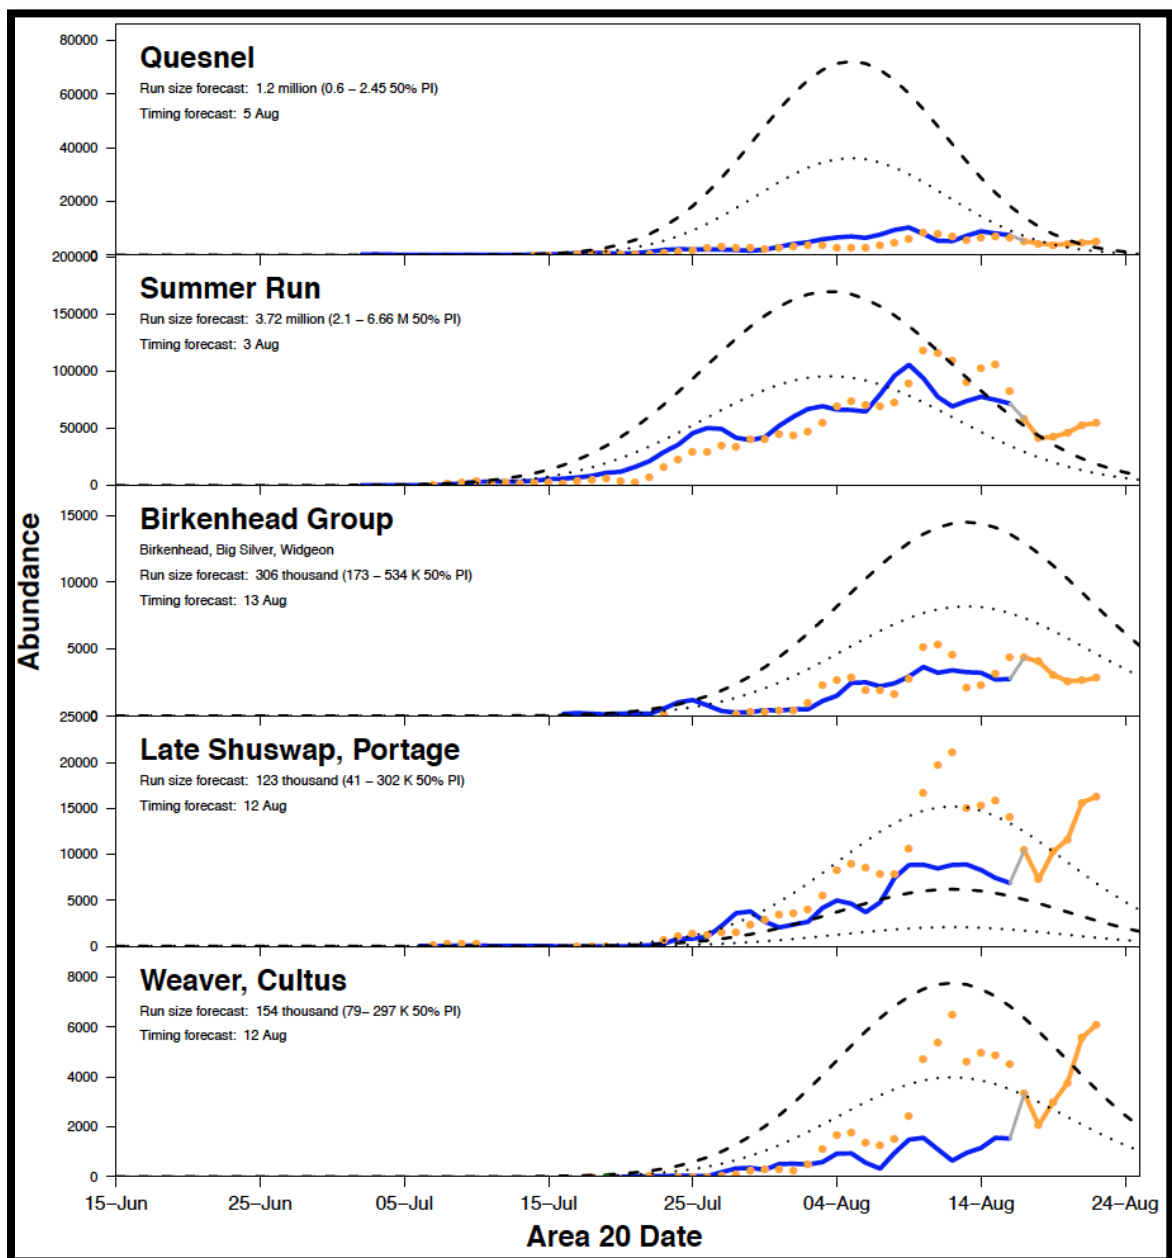 80000
60000
40000
20000
0
Quesnel
Run size forecast: 1.2 million (0.6 – 2.45 50% PI)
Timing forecast: 5 Aug
200000
150000
100000
50000
0
Summer Run
Run size forecast: 3.72 million (2.1 – 6.66 M 50% PI)
Timing forecast: 3 Aug
15000
10000
5000
0
Birkenhead Group
Birkenhead, Big Silver, Widgeon
Run size forecast: 306 thousand (173 – 534 K 50% PI)
Timing forecast: 13 Aug
25000
20000
15000
10000
5000
0
Late Shuswap, Portage
Run size forecast: 123 thousand (41 – 302 K 50% PI)
Timing forecast: 12 Aug
8000
6000
4000
2000
0
Weaver, Cultus
Run size forecast: 154 thousand (79– 297 K 50% PI)
Timing forecast: 12 Aug
Abundance
15–Jun 25–Jun 05–Jul 15–Jul 25–Jul 04–Aug 14–Aug 24–Aug
Area 20 Date